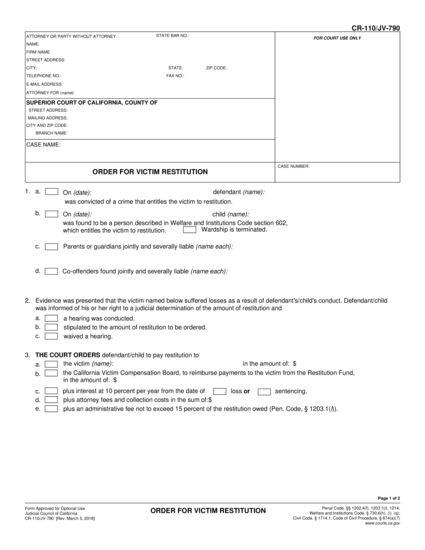 CR-110/JV-790
ATTORNEY OR PARTY WITHOUT ATTORNEY: STATE BAR NO.:
NAME:
FIRM NAME:
STREET ADDRESS:
CITY: STATE: ZIP CODE:
TELEPHONE NO.: FAX NO.:
E-MAIL ADDRESS:
ATTORNEY FOR (name):
FOR COURT USE ONLY
SUPERIOR COURT OF CALIFORNIA, COUNTY OF
STREET ADDRESS:
MAILING ADDRESS:
CITY AND ZIP CODE:
BRANCH NAME:
CASE NAME:
ORDER FOR VICTIM RESTITUTION
CASE NUMBER:
1. a. On (date): defendant (name):
was convicted of a crime that entitles the victim to restitution.
b. On (date): child (name):
was found to be a person described in Welfare and Institutions Code section 602,
which entitles the victim to restitution. Wardship is terminated.
c. Parents or guardians jointly and severally liable (name each):
d. Co-offenders found jointly and severally liable (name each):
2. Evidence was presented that the victim named below suffered losses as a result of defendant's/child's conduct. Defendant/child
was informed of his or her right to a judicial determination of the amount of restitution and
a. a hearing was conducted.
b. stipulated to the amount of restitution to be ordered.
c. waived a hearing.
3. THE COURT ORDERS defendant/child to pay restitution to
a. the victim (name): in the amount of: $
b. the California Victim Compensation Board, to reimburse payments to the victim from the Restitution Fund,
in the amount of: $
c. plus interest at 10 percent per year from the date of loss or sentencing.
d. plus attorney fees and collection costs in the sum of:$
e. plus an administrative fee not to exceed 15 percent of the restitution owed (Pen. Code, § 1203.1(l)).
Page 1 of 2
Form Approved for Optional Use
Judicial Council of California
CR-110/JV-790 [Rev. March 5, 2018]
ORDER FOR VICTIM RESTITUTION
Penal Code, §§ 1202.4(f), 1203.1(l), 1214;
Welfare and Institutions Code, § 730.6(h), (i), (q);
Civil Code, § 1714.1; Code of Civil Procedure, § 674(a)(7)
www.courts.ca.gov